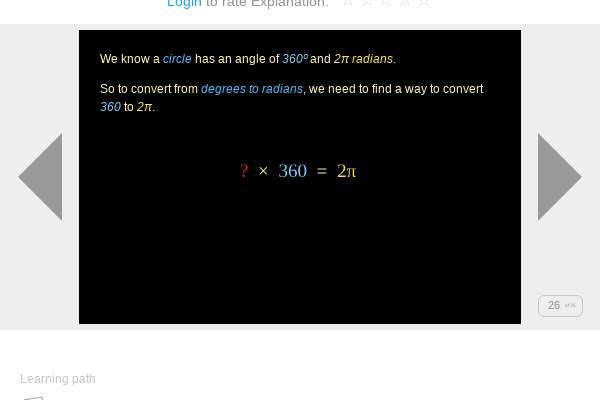 Login to rate Explanation: ☆ ☆ ☆ ☆ ☆
We know a circle has an angle of 360º and 2π radians.
So to convert from degrees to radians, we need to find a way to convert
360 to 2π.
? × 360 = 2π
26 of 36
Learning path